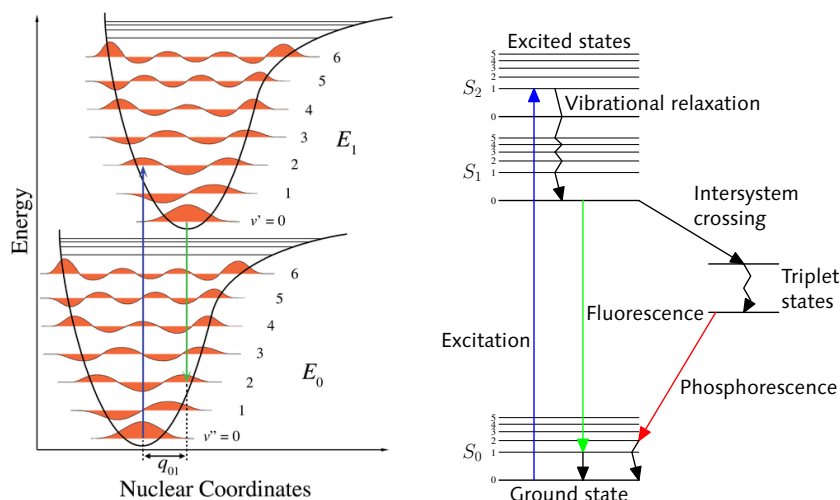 Energy
6
5
4
3
2
1
v' = 0
E1
6
5
4
3
2
1
v'' = 0
E0
q01
Nuclear Coordinates
Excited states
5
4
3
2
1
0
S2
Vibrational relaxation
5
4
3
2
1
0
S1
Intersystem
crossing
Triplet
states
Fluorescence
Excitation
Phosphorescence
5
4
3
2
1
0
S0
Ground state